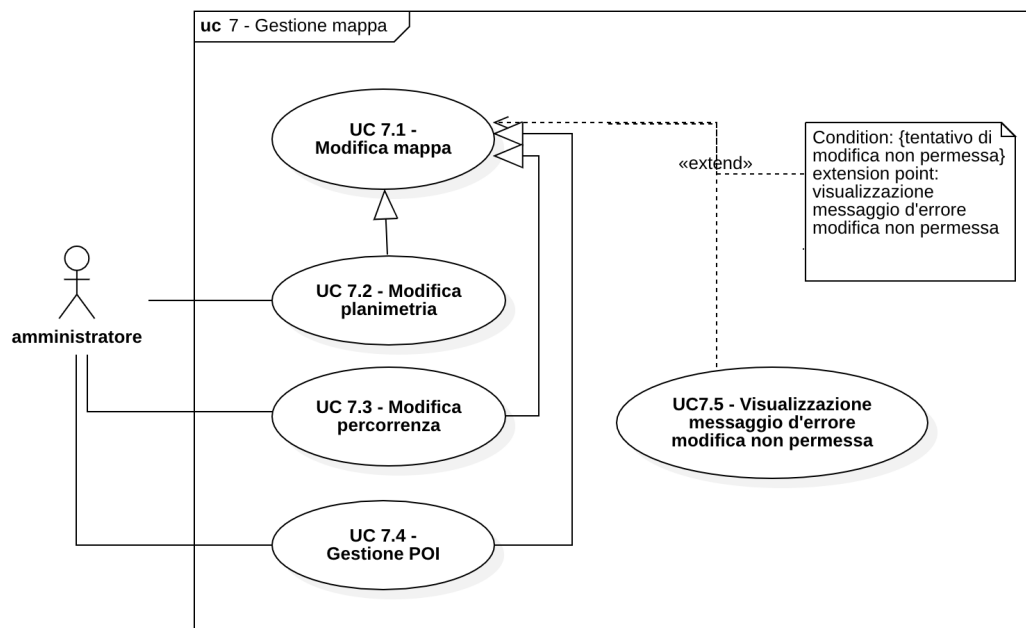 uc 7 - Gestione mappa
UC 7.1 -
Modifica mappa
«extend»
Condition: {tentativo di
modifica non permessa}
extension point:
visualizzazione
messaggio d'errore
modifica non permessa
UC 7.2 - Modifica
planimetria
amministratore
UC 7.3 - Modifica
percorrenza
UC7.5 - Visualizzazione
messaggio d'errore
modifica non permessa
UC 7.4 -
Gestione POI